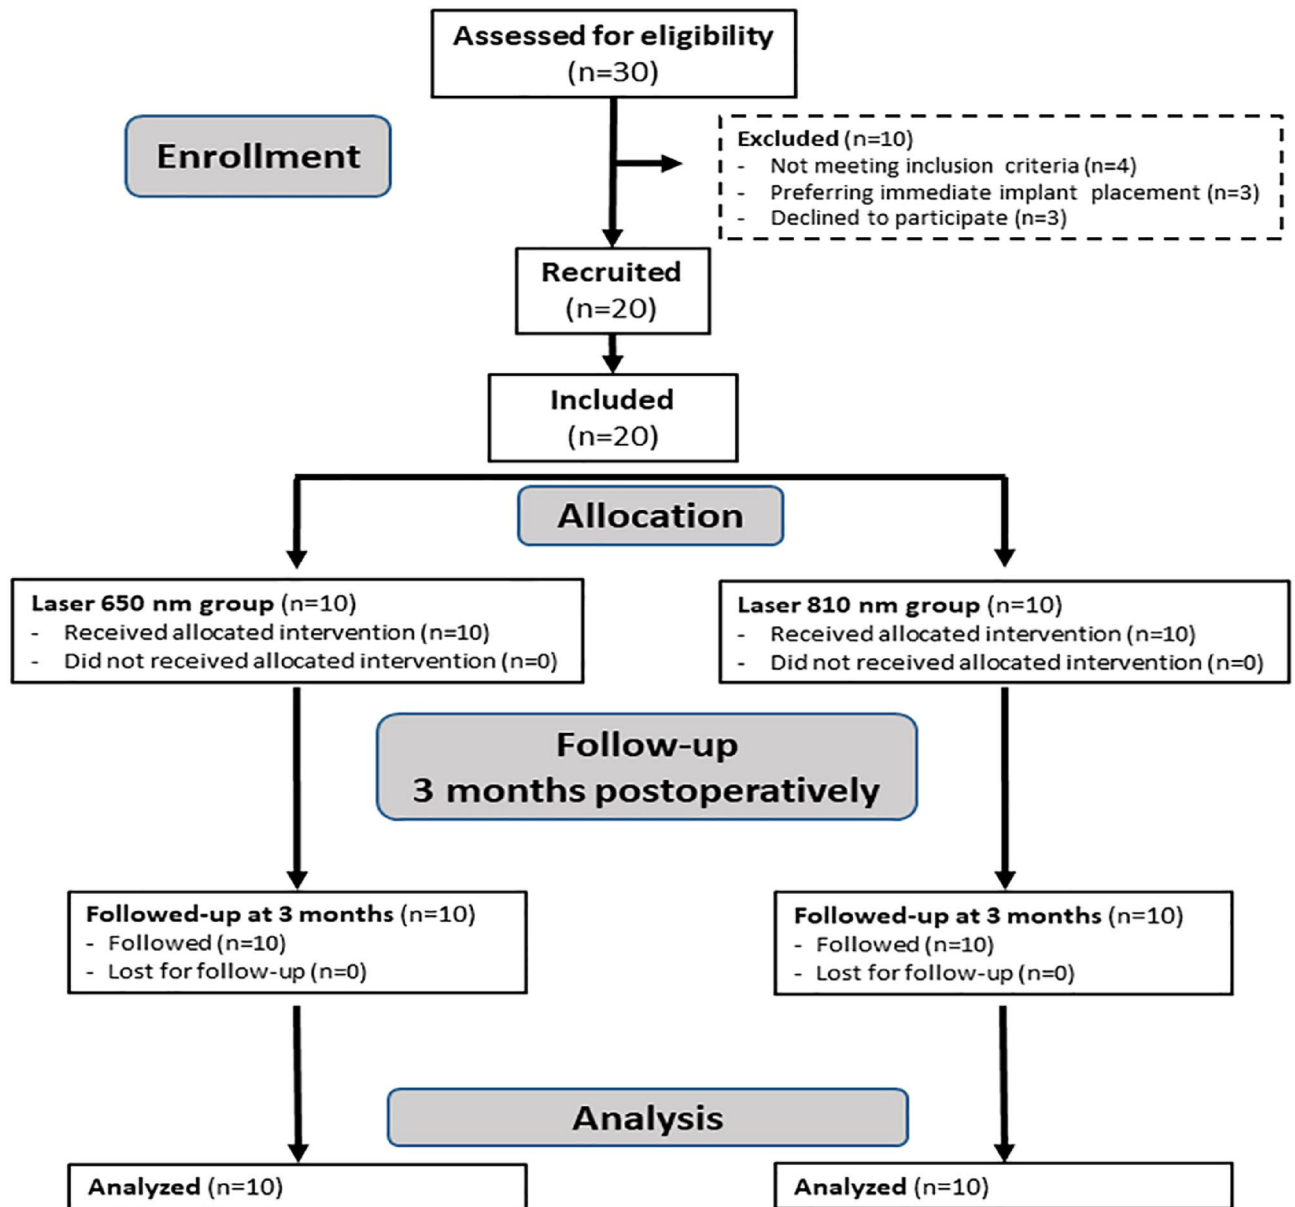 Assessed for eligibility
(n=30)
Enrollment
Excluded (n=10)
- Not meeting inclusion criteria (n=4)
- Preferring immediate implant placement (n=3)
- Declined to participate (n=3)
Recruited
(n=20)
Included
(n=20)
Allocation
Laser 650 nm group (n=10)
- Received allocated intervention (n=10)
- Did not received allocated intervention (n=0)
Laser 810 nm group (n=10)
- Received allocated intervention (n=10)
- Did not received allocated intervention (n=0)
Follow-up
3 months postoperatively
Followed-up at 3 months (n=10)
- Followed (n=10)
- Lost for follow-up (n=0)
Followed-up at 3 months (n=10)
- Followed (n=10)
- Lost for follow-up (n=0)
Analysis
Analyzed (n=10)
Analyzed (n=10)